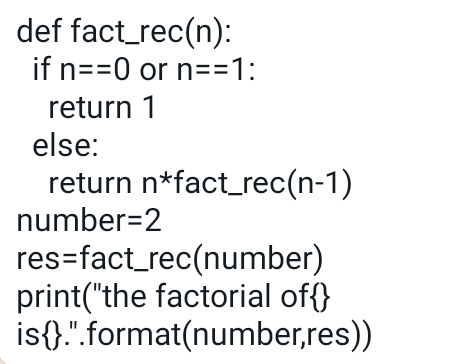 def fact_rec(n):
  if n==0 or n==1:
    return 1
  else:
    return n*fact_rec(n-1)
number=2
res=fact_rec(number)
print("the factorial of{}
is{}.".format(number,res))